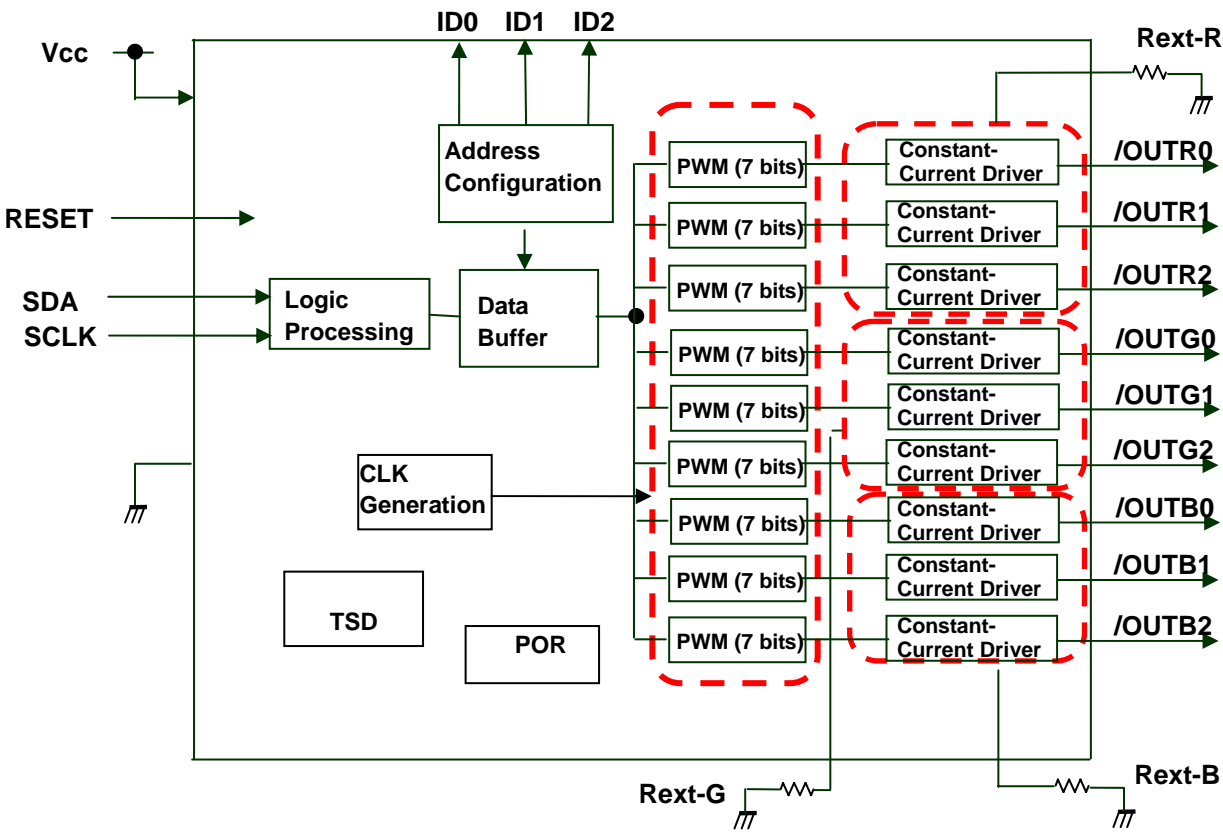 ID0 ID1 ID2
Vcc
Rext-R
Address
Configuration
RESET
SDA
SCLK
Logic
Processing
Data
Buffer
CLK
Generation
TSD
POR
PWM (7 bits)
Constant-
Current Driver
/OUTR0
PWM (7 bits)
Constant-
Current Driver
/OUTR1
PWM (7 bits)
Constant-
Current Driver
/OUTR2
PWM (7 bits)
Constant-
Current Driver
/OUTG0
PWM (7 bits)
Constant-
Current Driver
/OUTG1
PWM (7 bits)
Constant-
Current Driver
/OUTG2
PWM (7 bits)
Constant-
Current Driver
/OUTB0
PWM (7 bits)
Constant-
Current Driver
/OUTB1
PWM (7 bits)
Constant-
Current Driver
/OUTB2
Rext-G
Rext-B